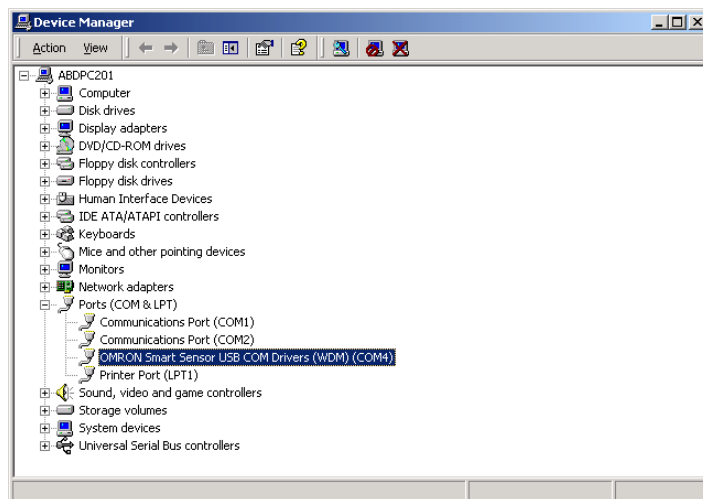 Device Manager
Action View
ABDPC201
Computer
Disk drives
Display adapters
DVD/CD-ROM drives
Floppy disk controllers
Floppy disk drives
Human Interface Devices
IDE ATA/ATAPI controllers
Keyboards
Mice and other pointing devices
Monitors
Network adapters
Ports (COM & LPT)
Communications Port (COM1)
Communications Port (COM2)
OMRON Smart Sensor USB COM Drivers (WDM) (COM4)
Printer Port (LPT1)
Sound, video and game controllers
Storage volumes
System devices
Universal Serial Bus controllers